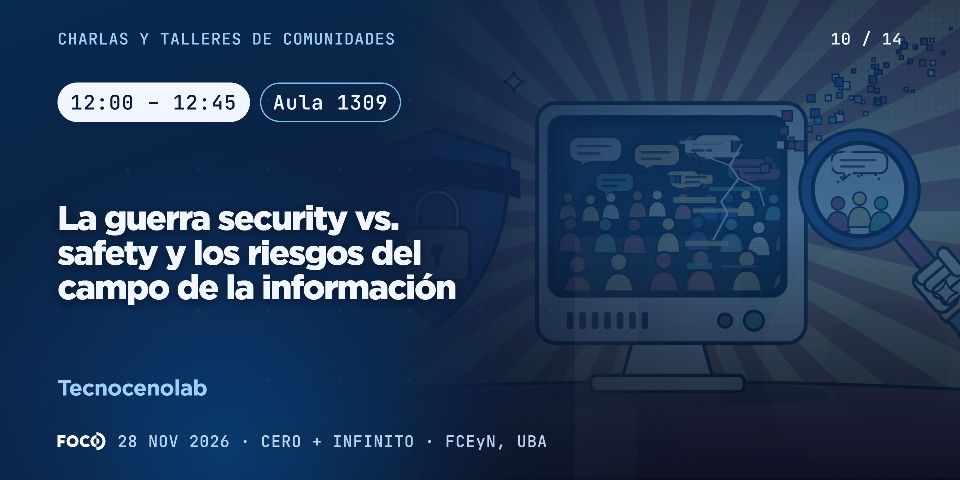 CHARLAS Y TALLERES DE COMUNIDADES
10 / 14
12:00 – 12:45
Aula 1309
La guerra security vs.
safety y los riesgos del
campo de la información
Tecnocenolab
FOCO 28 NOV 2026 · CERO + INFINITO · FCEyN, UBA